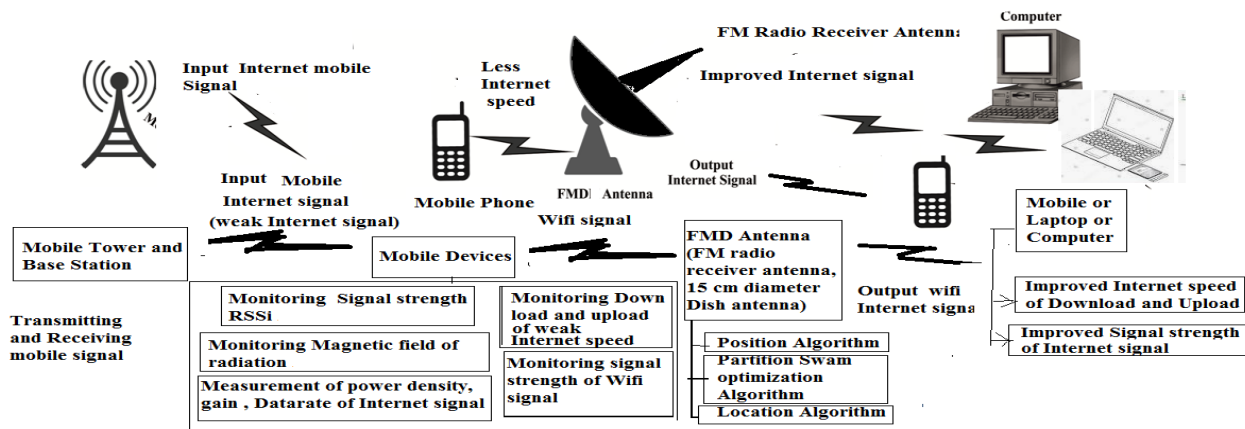 Computer
FM Radio Receiver Antenna
Input Internet mobile
Signal
Less
Internet
speed
Improved Internet signal
Output
Internet Signal
FMD Antenna
Input Mobile
Internet signal
(weak Internet signal)
Mobile Phone
Wifi signal
Mobile or
Laptop or
Computer
Mobile Tower and
Base Station
Mobile Devices
FMD Antenna
(FM radio
receiver antenna,
15 cm diameter
Dish antenna)
Output wifi
Internet signa
Transmitting
and Receiving
mobile signal
Monitoring Signal strength
RSSi
Monitoring Magnetic field of
radiation
Measurement of power density,
gain , Datarate of Internet signal
Monitoring Down
load and upload
of weak
Internet speed
Monitoring signal
strength of Wifi
signal
Position Algorithm
Partition Swam
optimization
Algorithm
Location Algorithm
Improved Internet speed
of Download and Upload
Improved Signal strength
of Internet signal